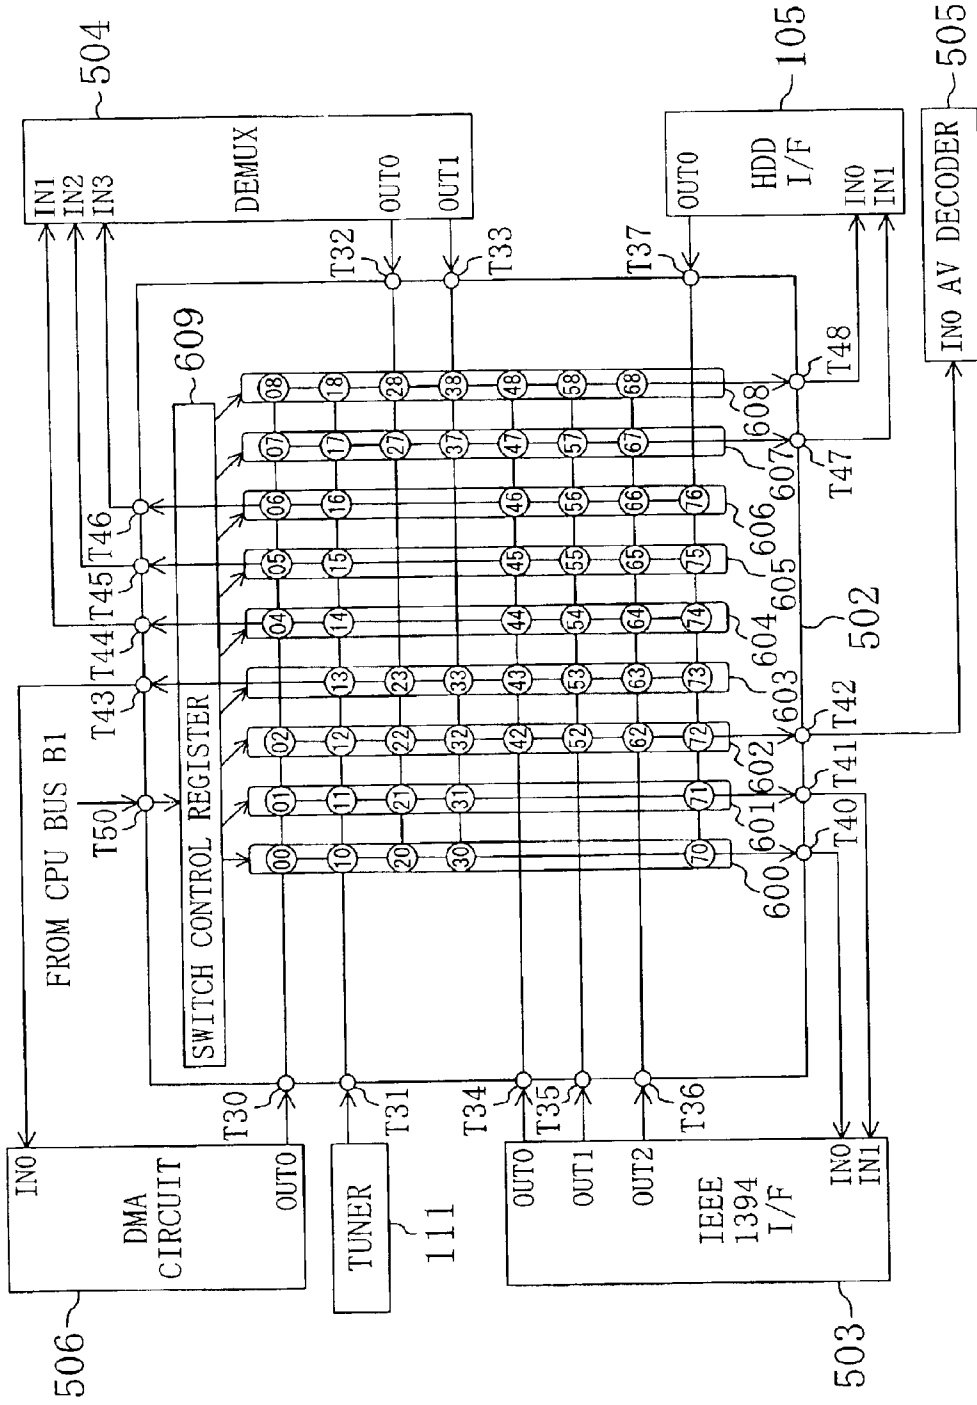 506
DMA
CIRCUIT
IN0
OUT0
FROM CPU BUS B1
T50
T43
T44
T45
T46
IN1
IN2
IN3
DEMUX
OUT0
OUT1
504
SWITCH CONTROL REGISTER
609
T30
00 01 02 04 05 06 07 08
TUNER
111
T31
10 11 12 13 14 15 16 17 18
T32
20 21 22 23 27 28
T33
30 31 32 33 37 38
T34
42 43 44 45 46 47 48
T35
52 53 54 55 56 57 58
T36
62 63 64 65 66 67 68
T37
70 71 72 73 74 75 76
600
601
602
603
604
605
606
607
608
503
IEEE
1394
I/F
OUT0
OUT1
OUT2
IN0
IN1
T40
T41
T42
502
T47
T48
105
OUT0
HDD
I/F
IN0
IN1
IN0 AV DECODER
505